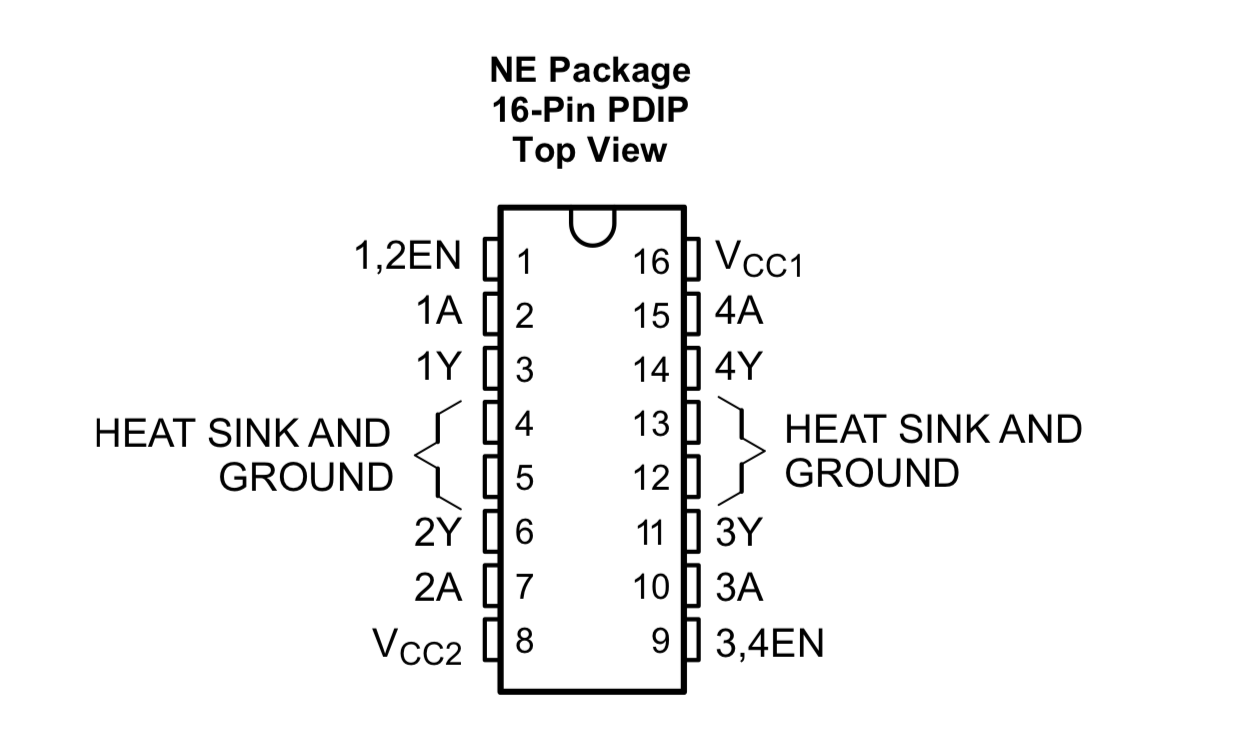 NE Package
16-Pin PDIP
Top View
1,2EN 1 16 VCC1
1A 2 15 4A
1Y 3 14 4Y
HEAT SINK AND
GROUND
4 13
5 12
HEAT SINK AND
GROUND
2Y 6 11 3Y
2A 7 10 3A
VCC2 8 9 3,4EN